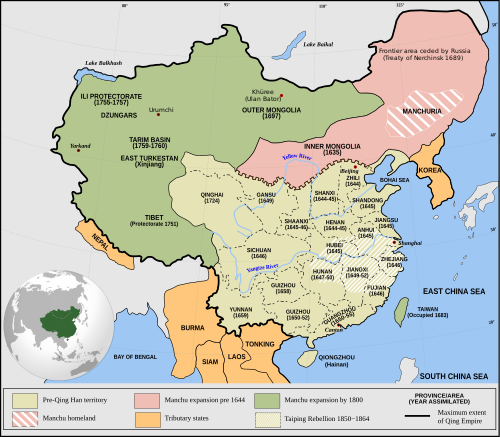 Lake Baikal
Frontier area ceded by Russia
(Treaty of Nerchinsk 1689)
Lake Balkhash
ILI PROTECTORATE
(1755-1757)
DZUNGARS
Urumchi
Khüree
(Ulan Bator)
OUTER MONGOLIA
(1697)
MANCHURIA
Yarkand
TARIM BASIN
(1759-1760)
EAST TURKESTAN
(Xinjiang)
INNER MONGOLIA
(1635)
Yellow River
Beijing
ZHILI
(1644)
BOHAI SEA
KOREA
QINGHAI
(1724)
GANSU
(1649)
SHANXI
(1644-45)
SHANDONG
(1645)
TIBET
(Protectorate 1751)
SHAANXI
(1645-46)
HENAN
(1644-45)
JIANGSU
(1645)
ANHUI
(1645)
Shanghai
NEPAL
SICHUAN
(1646)
HUBEI
(1645)
ZHEJIANG
(1646)
Yangtze River
HUNAN
(1647-50)
JIANGXI
(1649-52)
FUJIAN
(1646)
EAST CHINA SEA
GUIZHOU
(1658)
YUNNAN
(1659)
GUIZHOU
(1650-52)
GUANGZHOU
Canton
TAIWAN
(Occupied 1683)
BURMA
TONKING
BAY OF BENGAL
SIAM
LAOS
QIONGZHOU
(Hainan)
SOUTH CHINA SEA
Pre-Qing Han territory
Manchu expansion pre 1644
Manchu expansion by 1800
PROVINCE/AREA
(YEAR ASSIMILATED)
Manchu homeland
Tributary states
Taiping Rebellion 1850−1864
Maximum extent
of Qing Empire